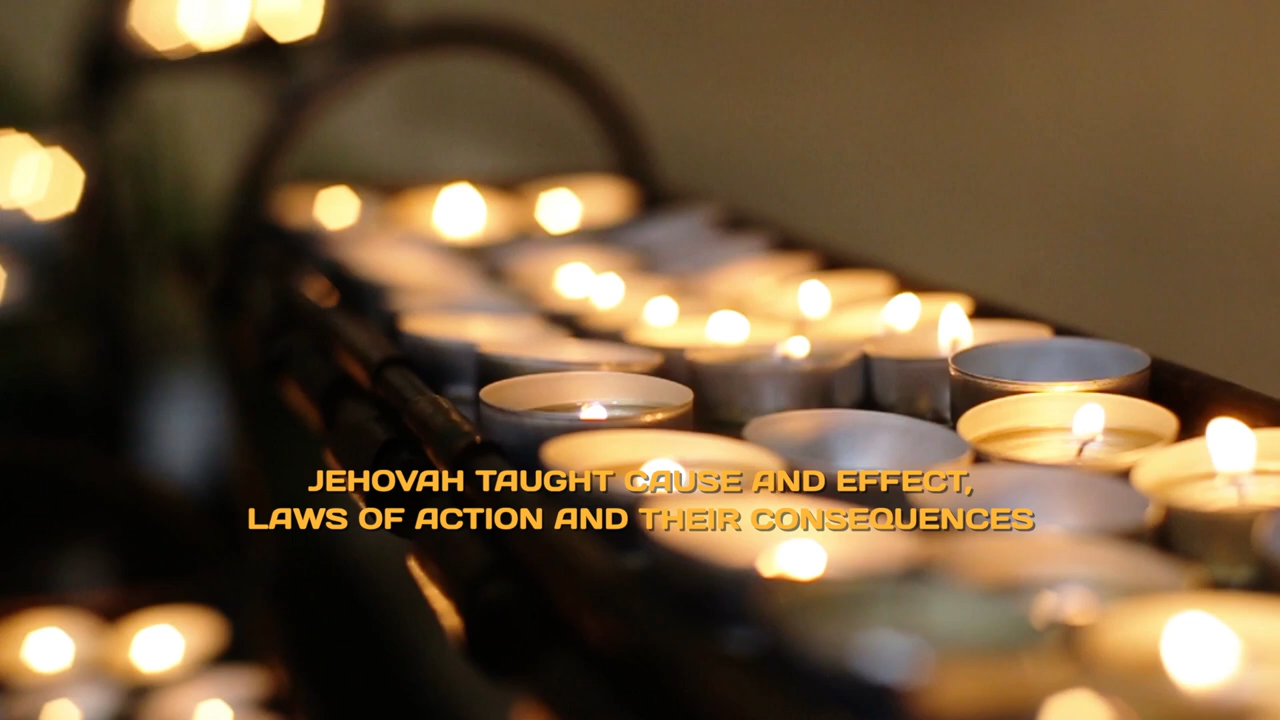 JEHOVAH TAUGHT CAUSE AND EFFECT,
LAWS OF ACTION AND THEIR CONSEQUENCES